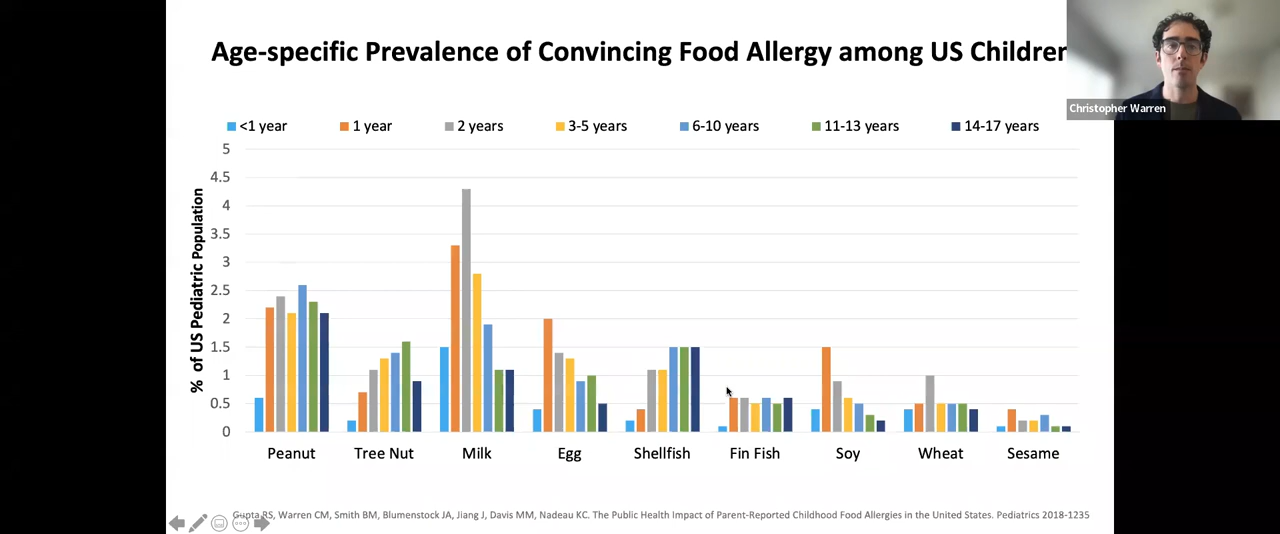 Age-specific Prevalence of Convincing Food Allergy among US Children
Christopher Warren
<1 year 1 year 2 years 3-5 years 6-10 years 11-13 years 14-17 years
% of US Pediatric Population
5
4.5
4
3.5
3
2.5
2
1.5
1
0.5
0
Peanut Tree Nut Milk Egg Shellfish Fin Fish Soy Wheat Sesame
Gupta RS, Warren CM, Smith BM, Blumenstock JA, Jiang J, Davis MM, Nadeau KC. The Public Health Impact of Parent-Reported Childhood Food Allergies in the United States. Pediatrics 2018-1235